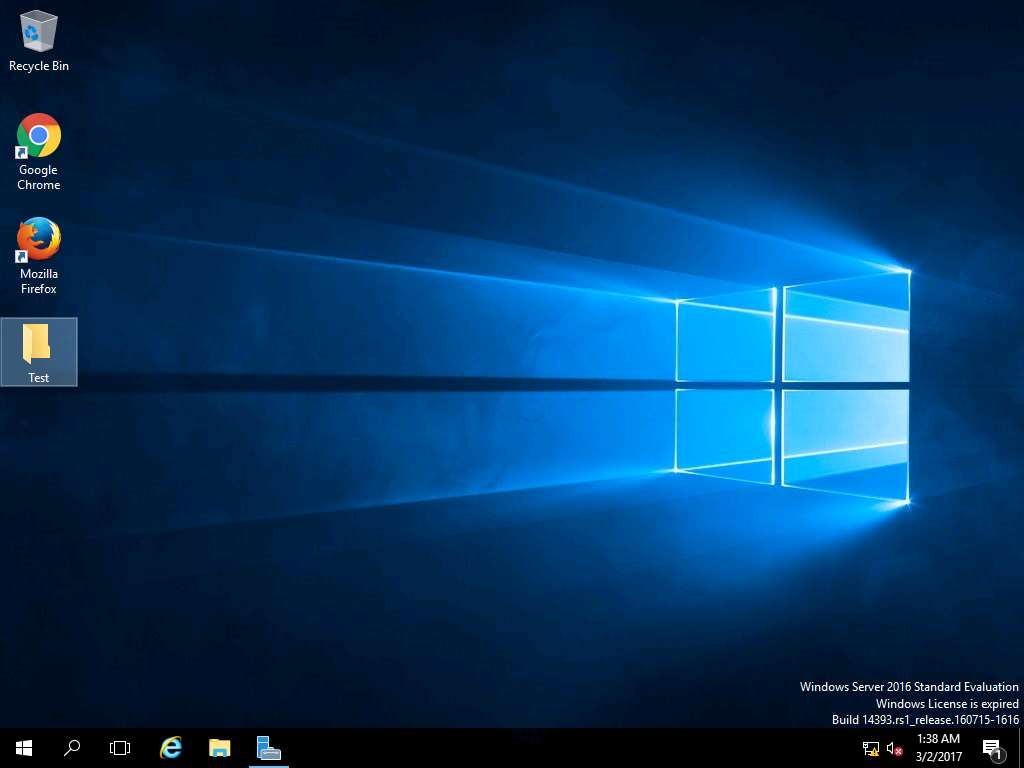 Recycle Bin
Google
Chrome
Mozilla
Firefox
Test
Windows Server 2016 Standard Evaluation
Windows License is expired
Build 14393.rs1_release.160715-1616
1:38 AM
3/2/2017
1